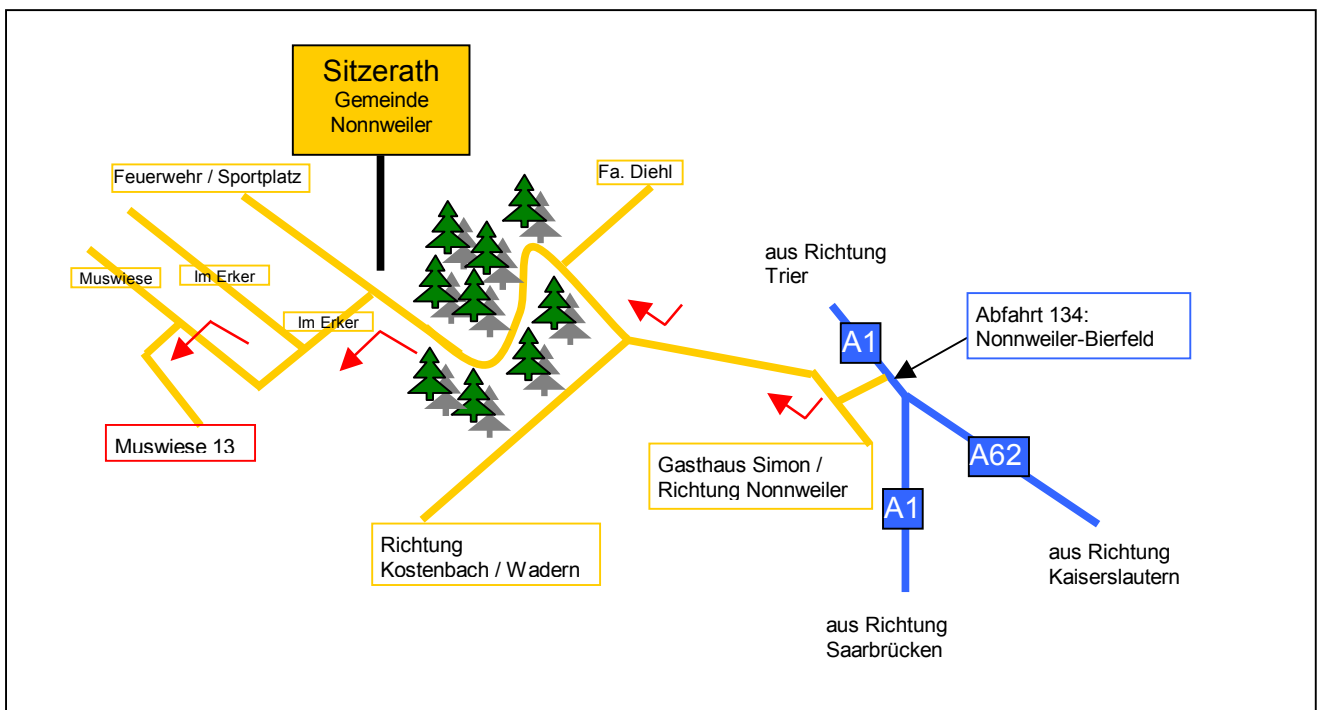 Sitzerath
Gemeinde
Nonnweiler
Feuerwehr / Sportplatz
Fa. Diehl
Muswiese
Im Erker
Im Erker
aus Richtung
Trier
A1
Abfahrt 134:
Nonnweiler-Bierfeld
Muswiese 13
Gasthaus Simon /
Richtung Nonnweiler
A62
A1
Richtung
Kostenbach / Wadern
aus Richtung
Kaiserslautern
aus Richtung
Saarbrücken